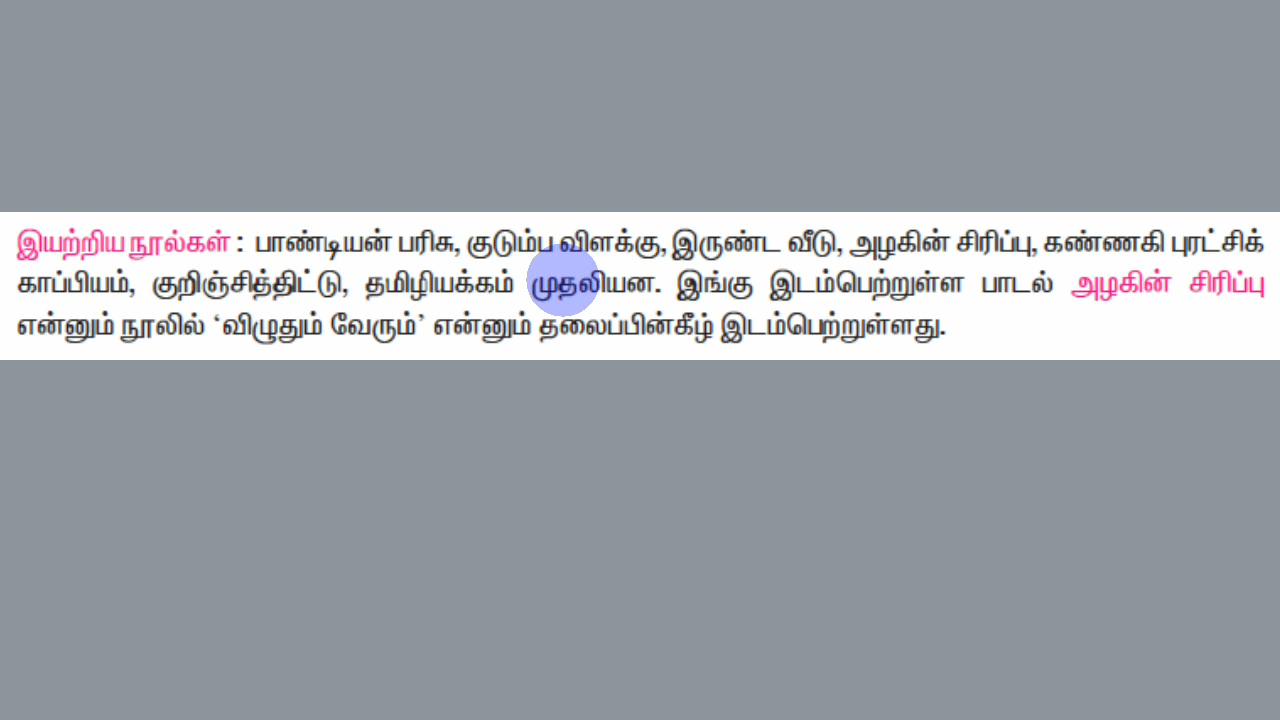 இயற்றிய நூல்கள் : பாண்டியன் பரிசு, குடும்ப விளக்கு, இருண்ட வீடு, அழகின் சிரிப்பு, கண்ணகி புரட்சிக்
காப்பியம், குறிஞ்சித்திட்டு, தமிழியக்கம் முதலியன. இங்கு இடம்பெற்றுள்ள பாடல் அழகின் சிரிப்பு
என்னும் நூலில் ‘விழுதும் வேரும்’ என்னும் தலைப்பின்கீழ் இடம்பெற்றுள்ளது.